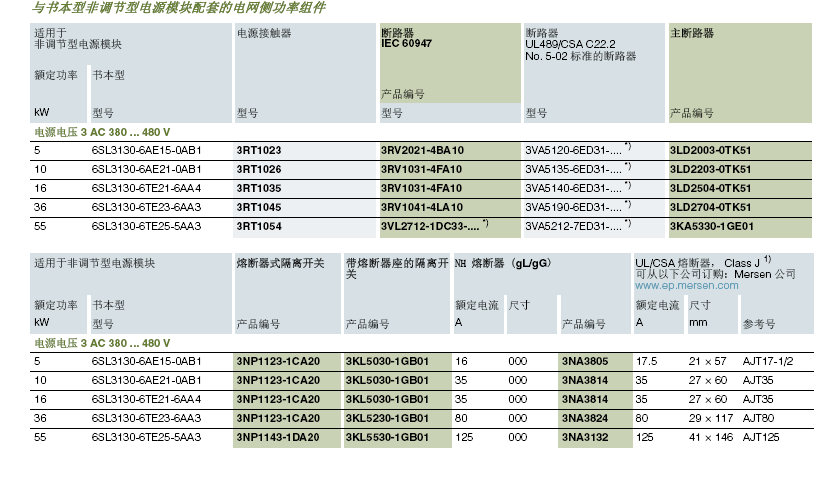 与书本型非调节型电源模块配套的电网侧功率组件
适用于 电源接触器 断路器 断路器 主断路器
非调节型电源模块 IEC 60947 UL489/CSA C22.2
No. 5-02 标准的断路器
额定功率 书本型
产品编号
kW 型号 型号 型号 型号 产品编号
电源电压 3 AC 380 ... 480 V
5 6SL3130-6AE15-0AB1 3RT1023 3RV2021-4BA10 3VA5120-6ED31-.... *) 3LD2003-0TK51
10 6SL3130-6AE21-0AB1 3RT1026 3RV1031-4FA10 3VA5135-6ED31-.... *) 3LD2203-0TK51
16 6SL3130-6TE21-6AA4 3RT1035 3RV1031-4FA10 3VA5140-6ED31-.... *) 3LD2504-0TK51
36 6SL3130-6TE23-6AA3 3RT1045 3RV1041-4LA10 3VA5190-6ED31-.... *) 3LD2704-0TK51
55 6SL3130-6TE25-5AA3 3RT1054 3VL2712-1DC33-.... *) 3VA5212-7ED31-.... *) 3KA5330-1GE01
适用于非调节型电源模块 熔断器式隔离开关 带熔断器座的隔离开 NH 熔断器（gL/gG） UL/CSA 熔断器， Class J 1)
关 可从以下公司订购：Mersen 公司
www.ep.mersen.com
额定功率 书本型 额定电流 尺寸 额定电流 尺寸
kW 型号 产品编号 产品编号 A 产品编号 A mm 参考号
电源电压 3 AC 380 ... 480 V
5 6SL3130-6AE15-0AB1 3NP1123-1CA20 3KL5030-1GB01 16 000 3NA3805 17.5 21 × 57 AJT17-1/2
10 6SL3130-6AE21-0AB1 3NP1123-1CA20 3KL5030-1GB01 35 000 3NA3814 35 27 × 60 AJT35
16 6SL3130-6TE21-6AA4 3NP1123-1CA20 3KL5030-1GB01 35 000 3NA3814 35 27 × 60 AJT35
36 6SL3130-6TE23-6AA3 3NP1123-1CA20 3KL5230-1GB01 80 000 3NA3824 80 29 × 117 AJT80
55 6SL3130-6TE25-5AA3 3NP1143-1DA20 3KL5530-1GB01 125 000 3NA3132 125 41 × 146 AJT125